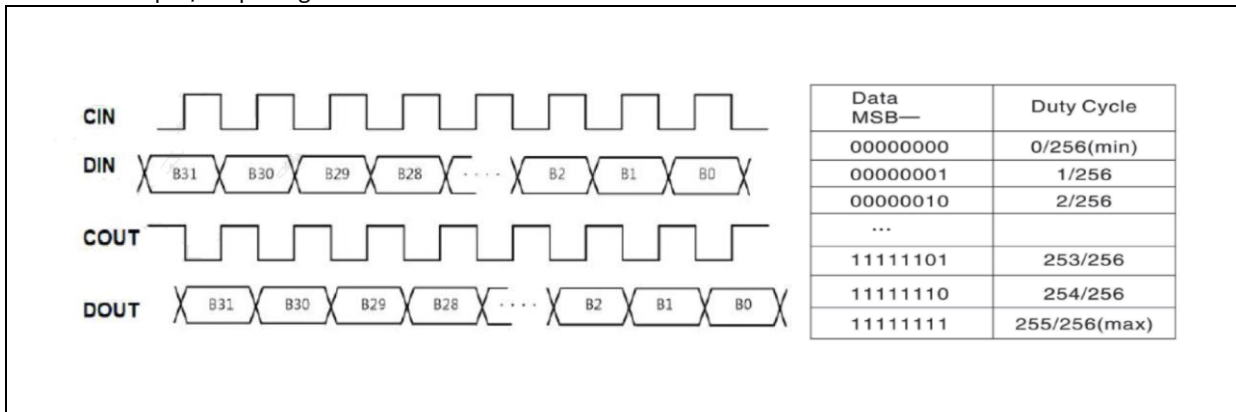 CIN
DIN
B31 B30 B29 B28 · · · · B2 B1 B0
COUT
DOUT
B31 B30 B29 B28 · · · · B2 B1 B0
Data
MSB— Duty Cycle
00000000 0/256(min)
00000001 1/256
00000010 2/256
...
11111101 253/256
11111110 254/256
11111111 255/256(max)